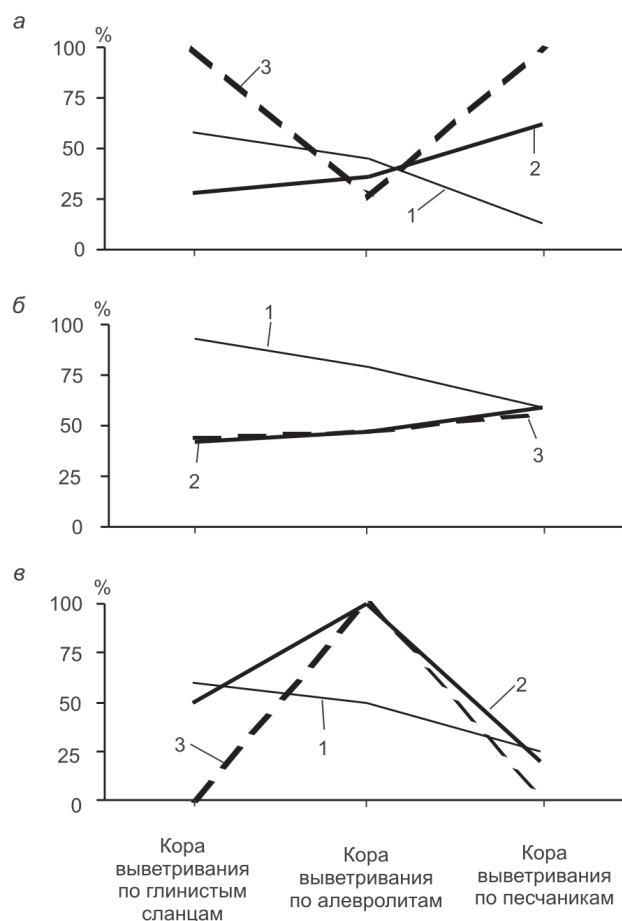 а
%
100
75
50
25
0
3
2
1
б
%
100
75
50
25
0
1
2
3
в
%
100
75
50
25
0
3
1
2
Кора
выветривания
по глинистым
сланцам
Кора
выветривания
по алевролитам
Кора
выветривания
по песчаникам